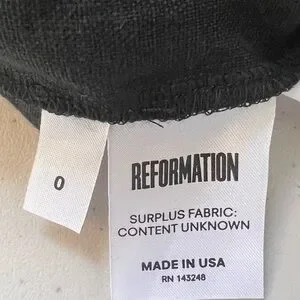 0
REFORMATION
SURPLUS FABRIC:
CONTENT UNKNOWN
MADE IN USA
RN 143248